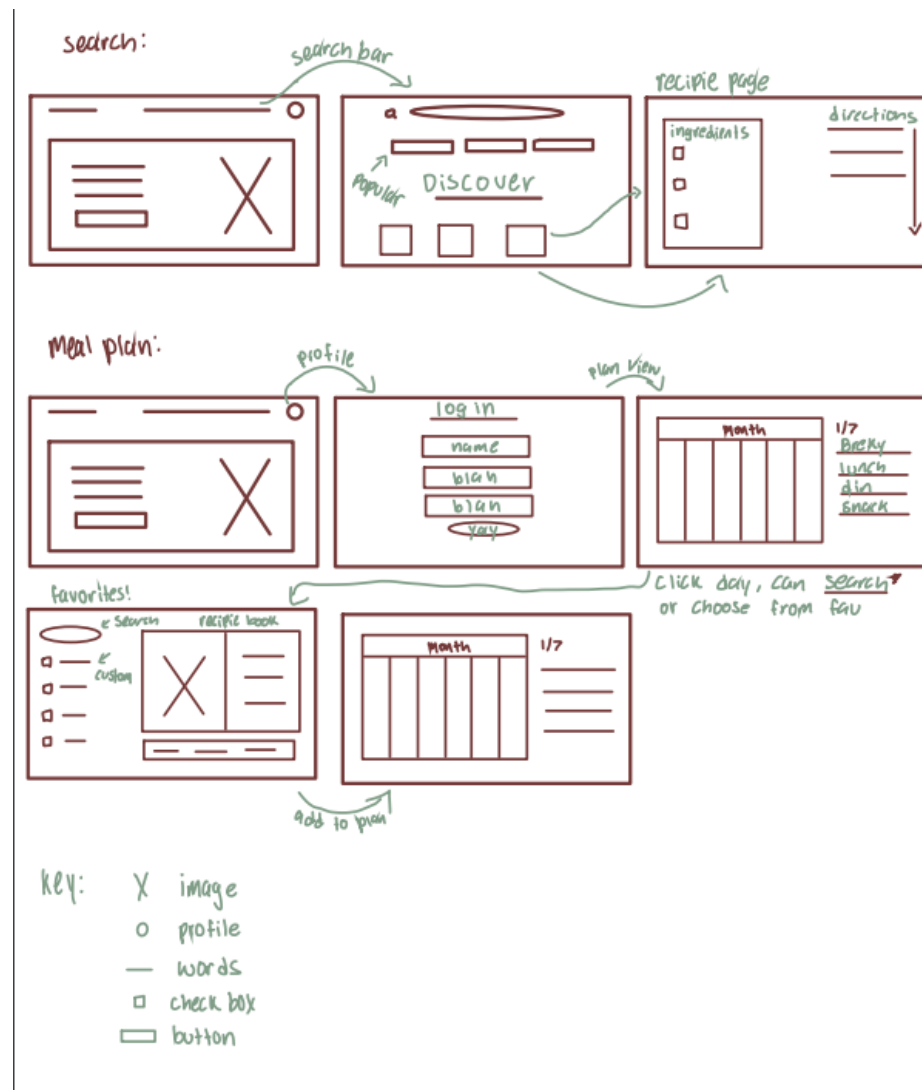 search:
search bar
recipie page
popular
Discover
ingredients
directions
meal plan:
profile
plan view
log in
name
blah
blah
yay
Month
1/7
Breky
lunch
din
snack
click day, can search
or choose from fav
favorites!
search
custom
recipie book
Month
1/7
add to plan
key:
X image
profile
words
check box
button